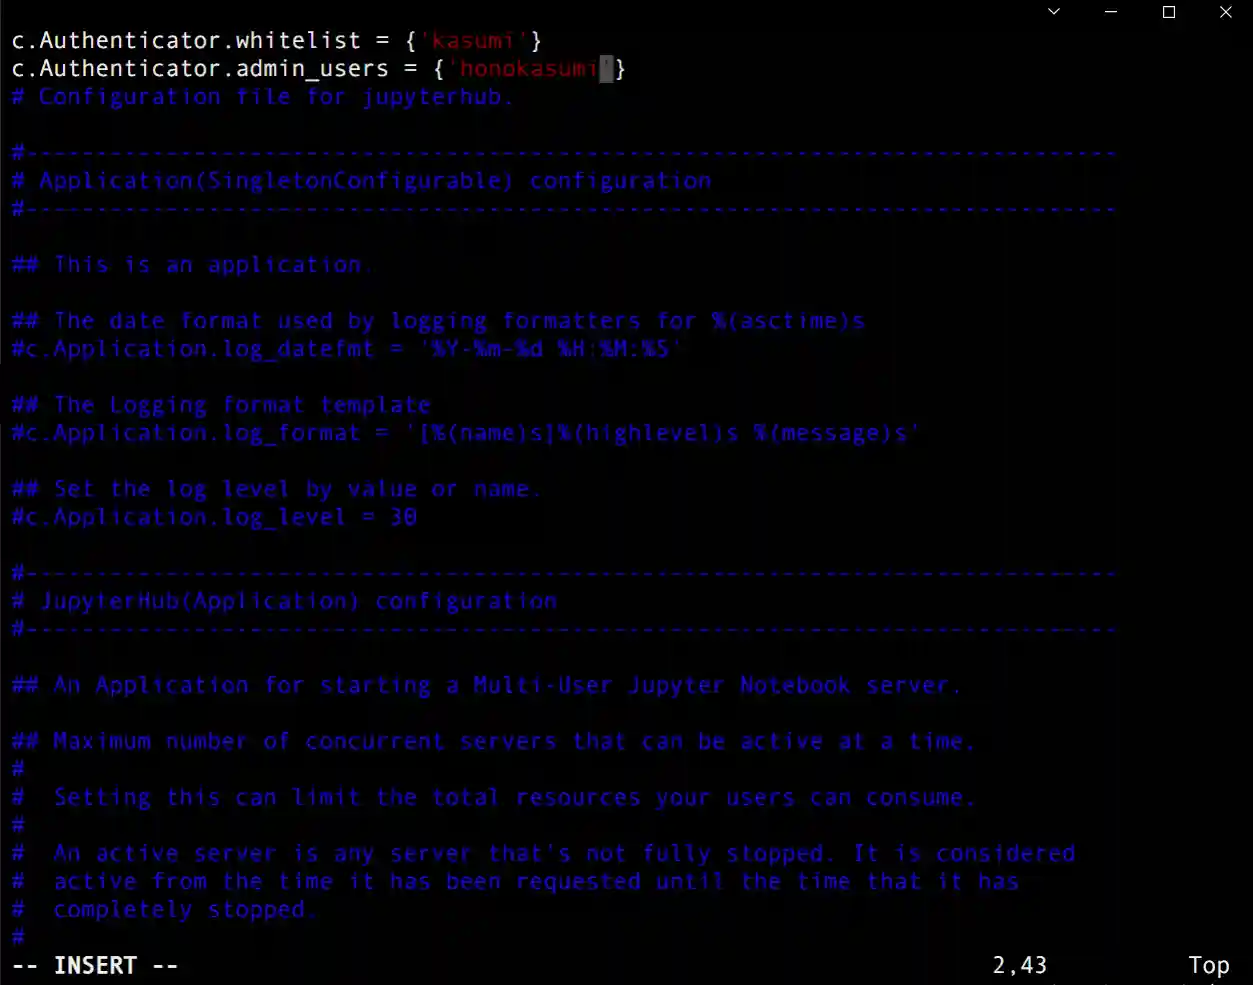 c.Authenticator.whitelist = {'kasumi'}
c.Authenticator.admin_users = {'honokasumi'}
# Configuration file for jupyterhub.
#------------------------------------------------------------------------------
# Application(SingletonConfigurable) configuration
#------------------------------------------------------------------------------
## This is an application.
## The date format used by logging formatters for %(asctime)s
#c.Application.log_datefmt = '%Y-%m-%d %H:%M:%S'
## The Logging format template
#c.Application.log_format = '[%(name)s]%(highlevel)s %(message)s'
## Set the log level by value or name.
#c.Application.log_level = 30
#------------------------------------------------------------------------------
# JupyterHub(Application) configuration
#------------------------------------------------------------------------------
## An Application for starting a Multi-User Jupyter Notebook server.
## Maximum number of concurrent servers that can be active at a time.
#
#  Setting this can limit the total resources your users can consume.
#
#  An active server is any server that's not fully stopped. It is considered
#  active from the time it has been requested until the time that it has
#  completely stopped.
#
-- INSERT --
2,43
Top